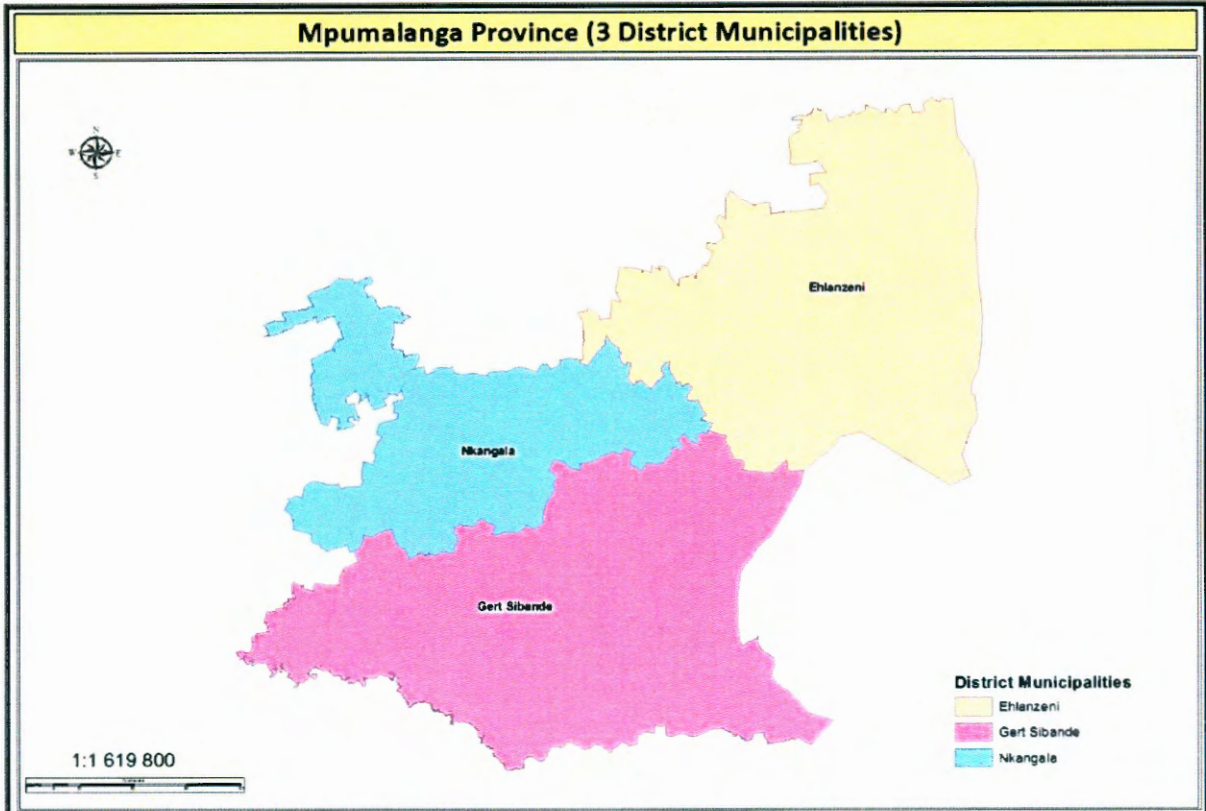 Mpumalanga Province (3 District Municipalities)
N
W E
S
Ehlanzeni
Nkangala
Gert Sibande
District Municipalities
Ehlanzeni
Gert Sibande
Nkangala
1:1 619 800